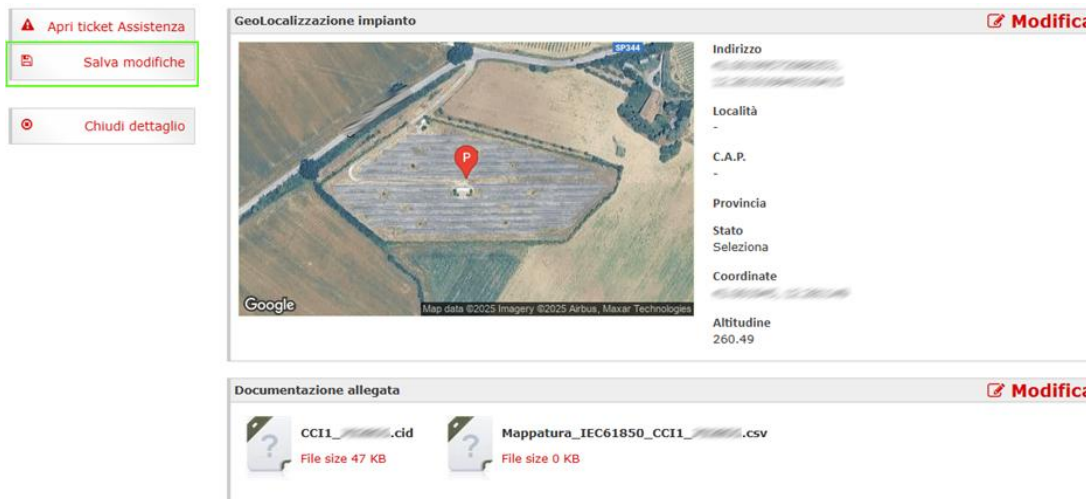 Apri ticket Assistenza
Salva modifiche
Chiudi dettaglio
GeoLocalizzazione impianto
Modifica
SP344
P
Google
Map data ©2025 Imagery ©2025 Airbus, Maxar Technologies
Indirizzo
Località
-
C.A.P.
-
Provincia
Stato
Seleziona
Coordinate
Altitudine
260.49
Documentazione allegata
Modifica
?
CCI1_ .cid
File size 47 KB
?
Mappatura_IEC61850_CCI1_ .csv
File size 0 KB